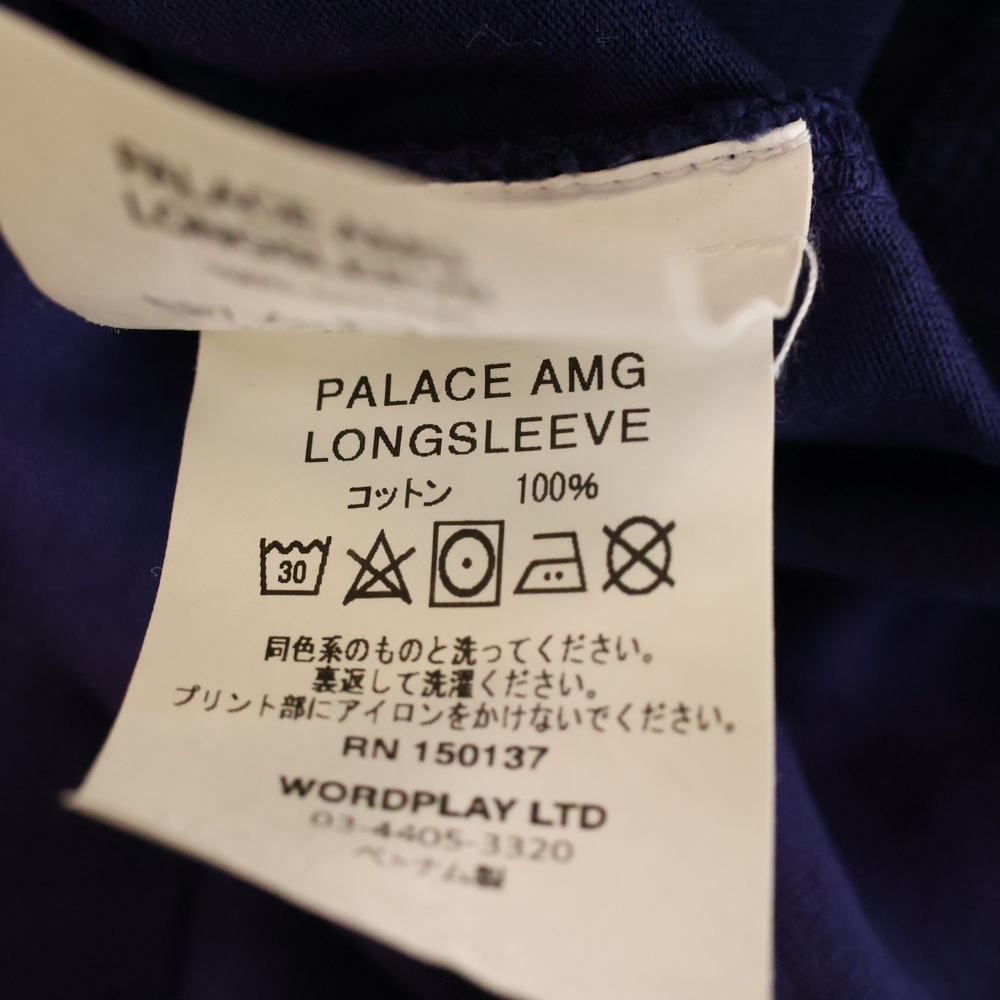 PALACE AMG
LONGSLEEVE
PALACE AMG
LONGSLEEVE
コットン 100%
30
同色系のものと洗ってください。
裏返して洗濯ください。
プリント部にアイロンをかけないでください。
RN 150137
WORDPLAY LTD
03-4405-3320
ベトナム製